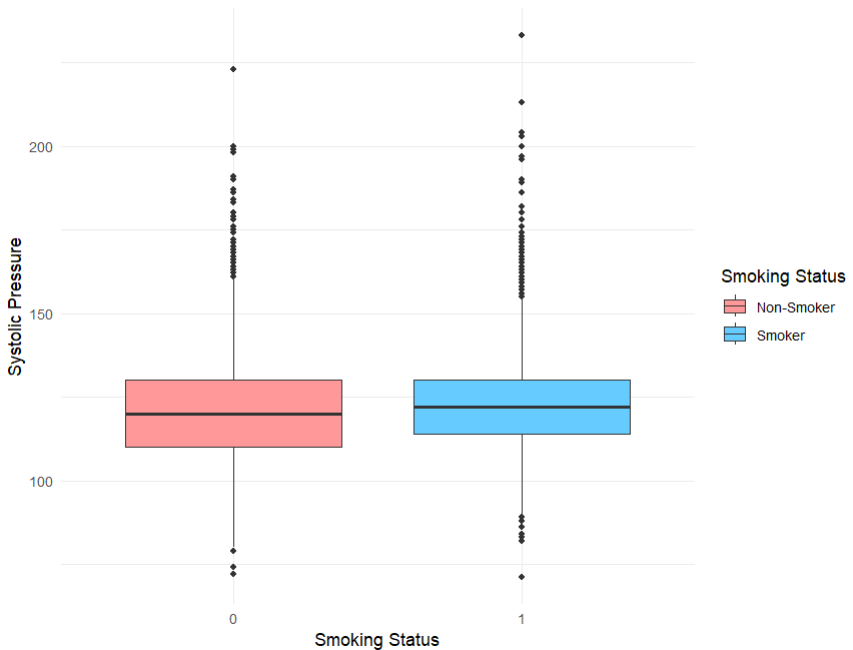 Systolic Pressure
200
150
100
0
1
Smoking Status
Smoking Status
Non-Smoker
Smoker